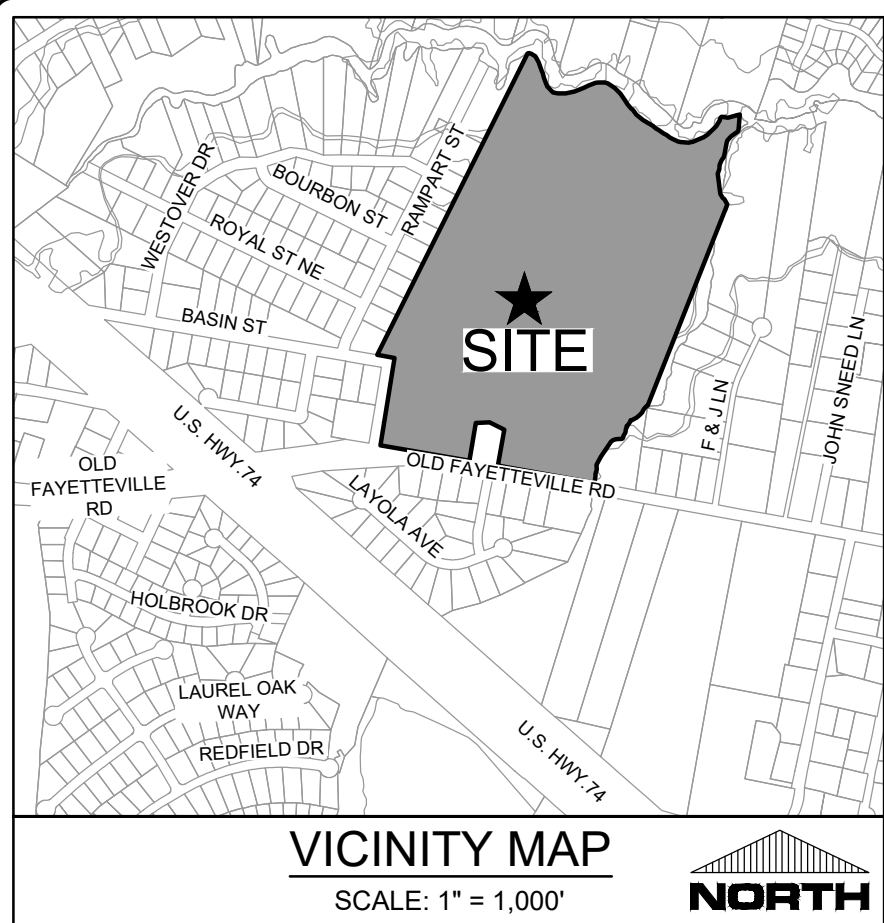 WESTOVER DR
BOURBON ST
RAMPART ST
ROYAL ST NE
BASIN ST
SITE
U.S. HWY.74
OLD FAYETTEVILLE RD
F & J LN
JOHN SNEED LN
OLD
FAYETTEVILLE
RD
LAYOLA AVE
HOLBROOK DR
LAUREL OAK
WAY
REDFIELD DR
U.S. HWY.74
VICINITY MAP
SCALE: 1" = 1,000'
NORTH